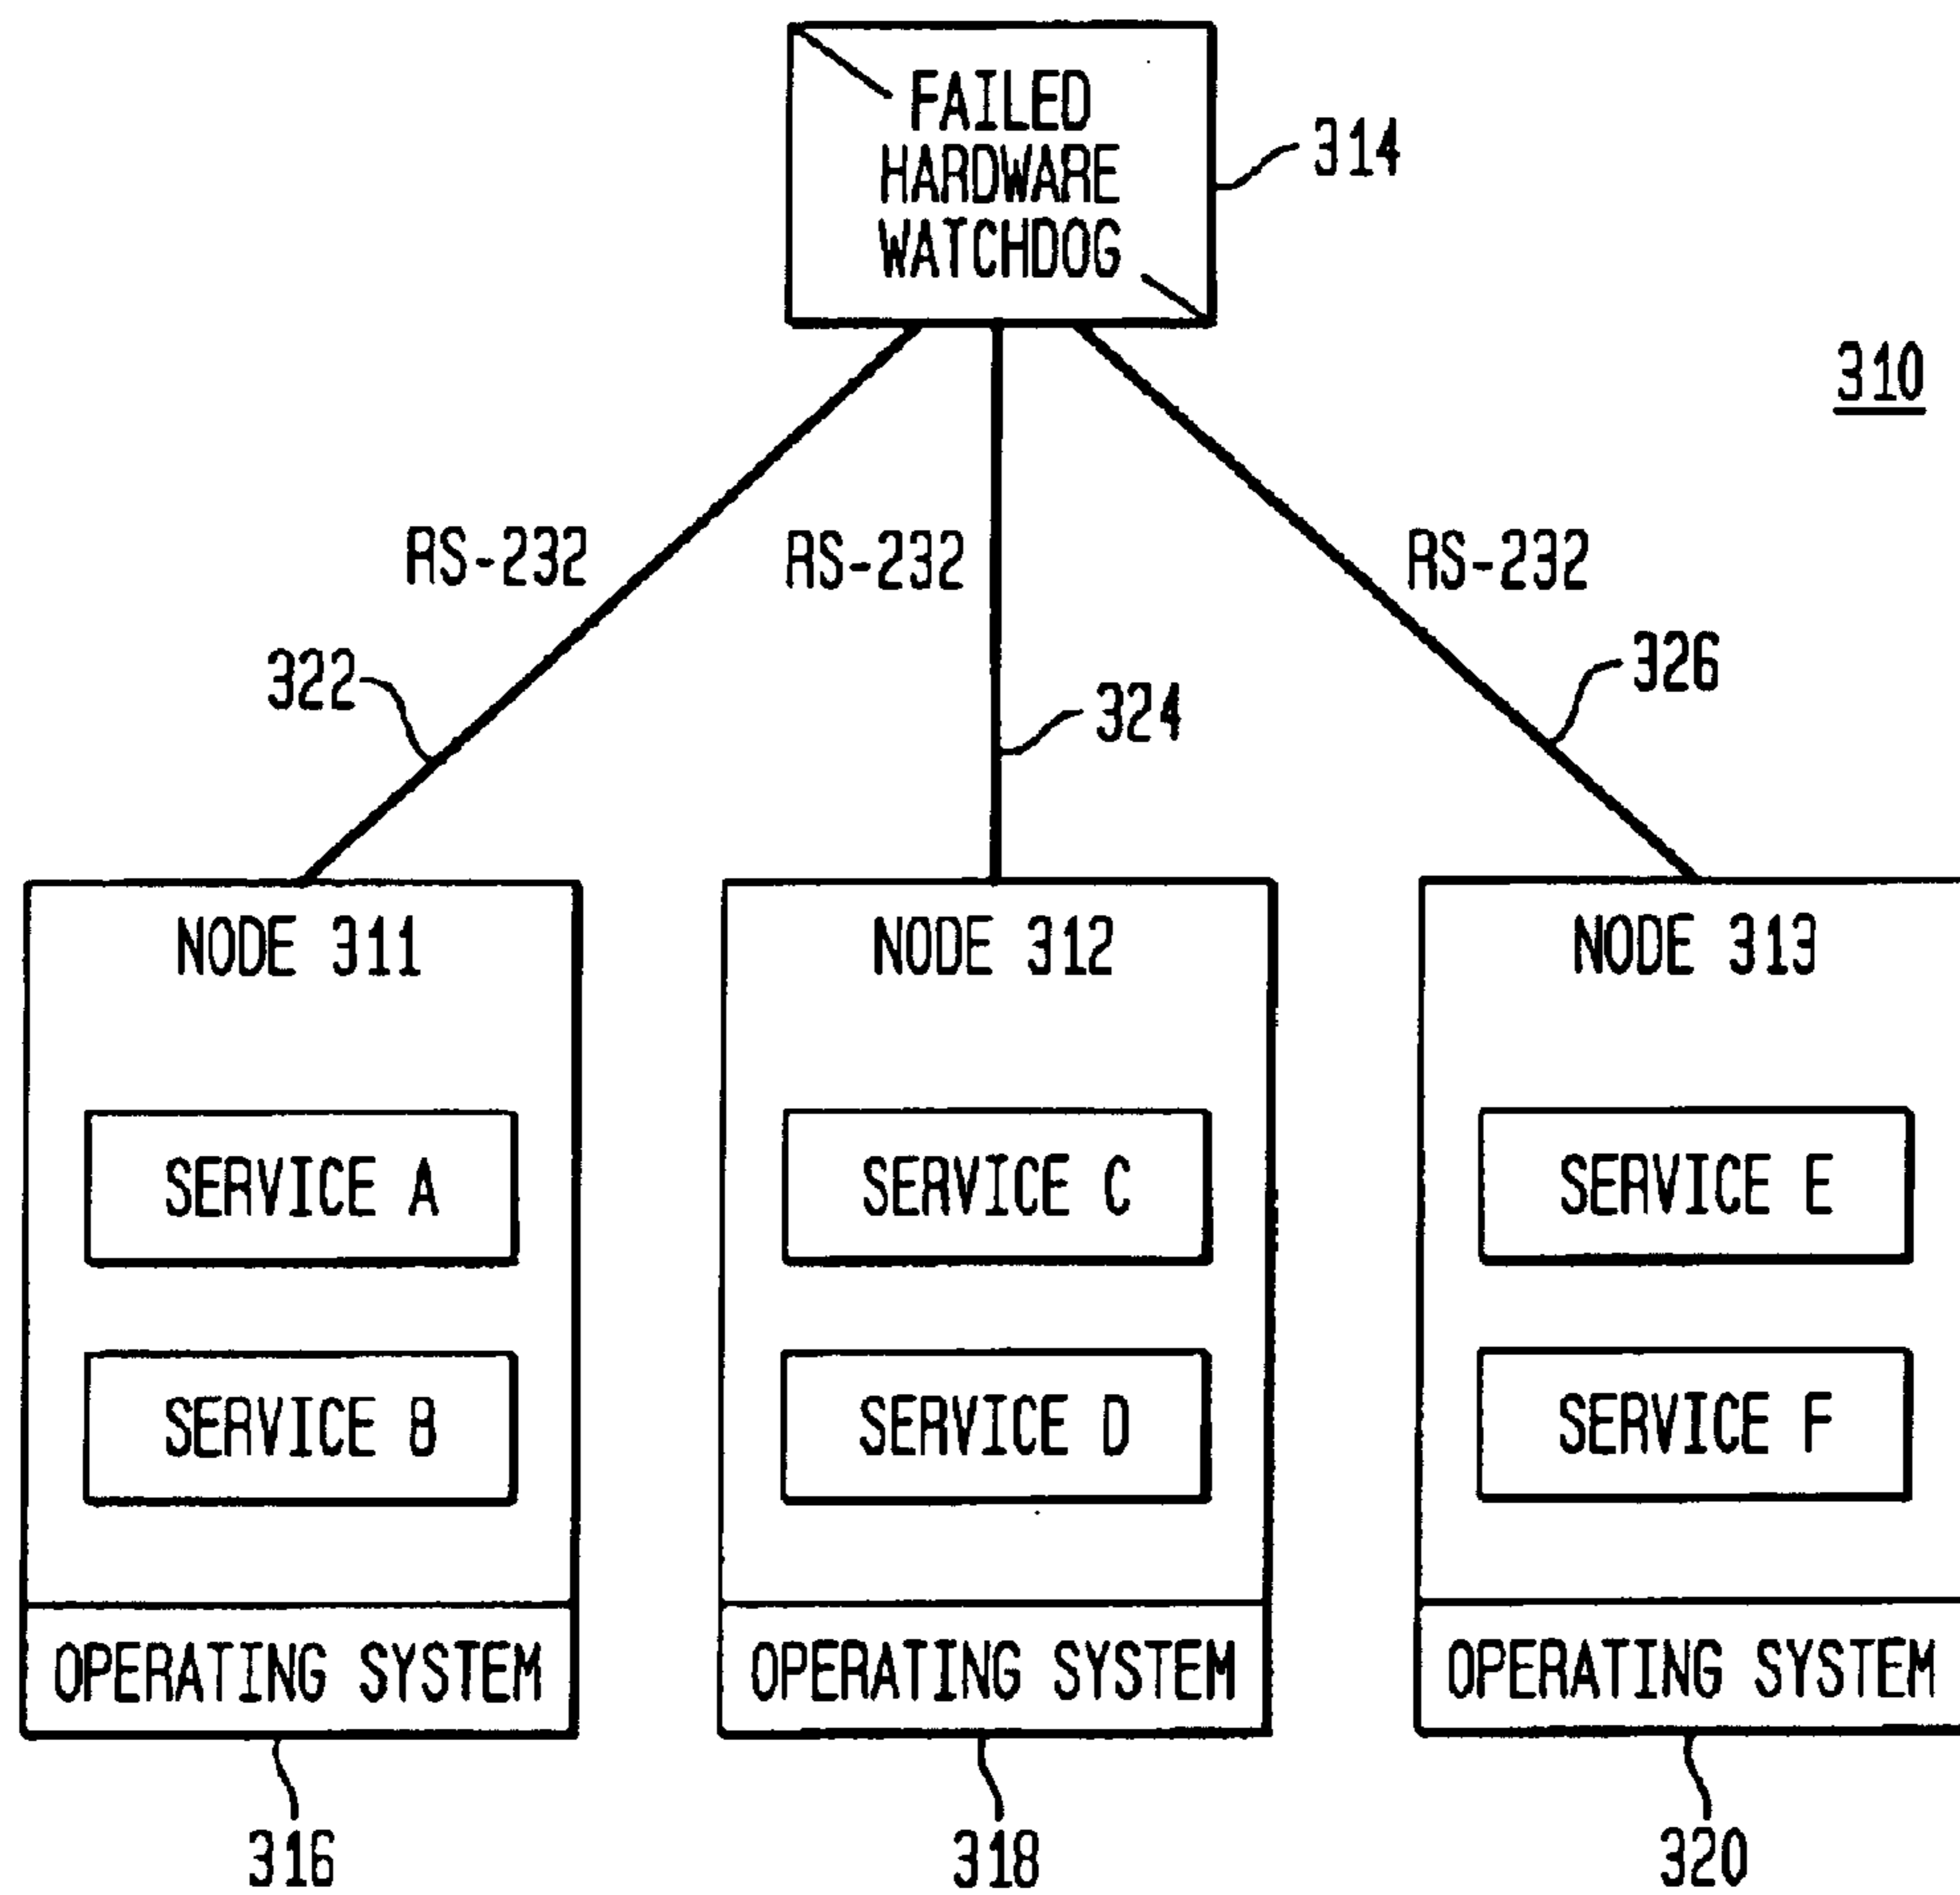 FAILED
HARDWARE
WATCHDOG
314
310
RS-232
RS-232
RS-232
322
324
326
NODE 311
NODE 312
NODE 313
SERVICE A
SERVICE C
SERVICE E
SERVICE B
SERVICE D
SERVICE F
OPERATING SYSTEM
OPERATING SYSTEM
OPERATING SYSTEM
316
318
320